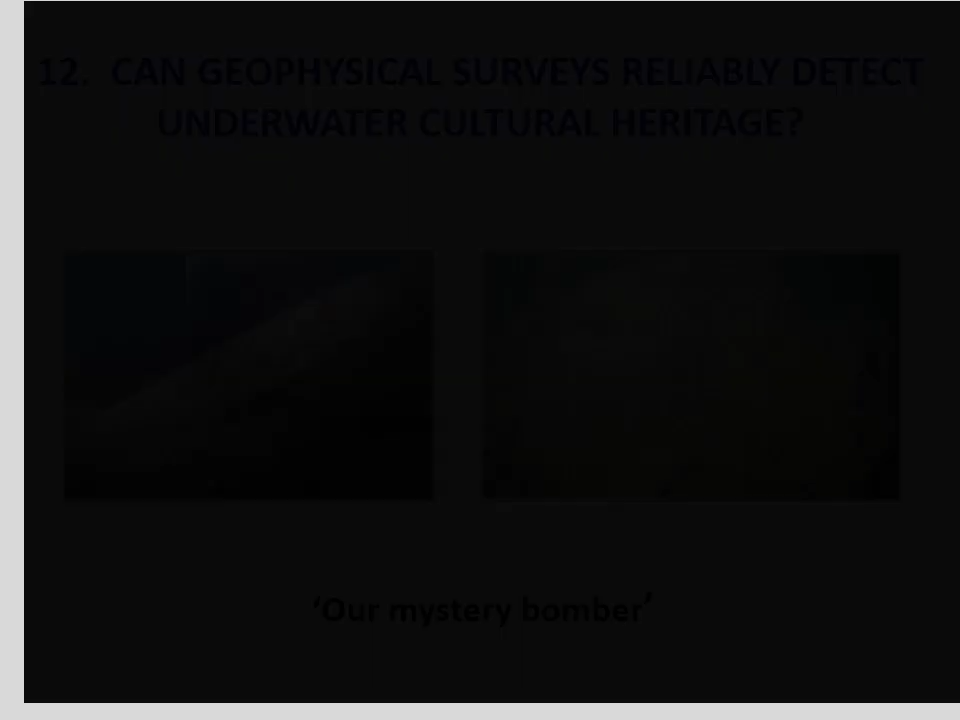 12. CAN GEOPHYSICAL SURVEYS RELIABLY DETECT
UNDERWATER CULTURAL HERITAGE?
‘Our mystery bomber’